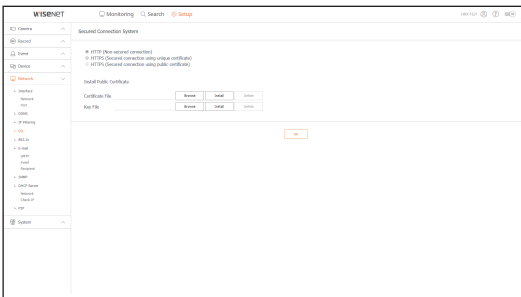 WISENET
Monitoring Search Setup
Camera
Record
Event
Device
Network
Interface
Network
Port
DDNS
IP Filtering
SSL
802.1x
E-mail
SMTP
Event
Recipient
SNMP
DHCP Server
Network
Check IP
P2P
System
Secured Connection System
HTTP (Non-secured connection)
HTTPS (Secured connection using unique certificate)
HTTPS (Secured connection using public certificate)
Install Public Certificate
Certificate File Browse Install Delete
Key File Browse Install Delete
OK